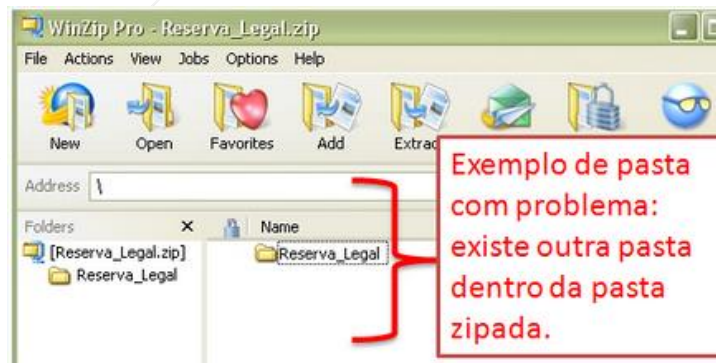 WinZip Pro - Reserva_Legal.zip
File Actions View Jobs Options Help
New Open Favorites Add
Address \
Folders Name
[Reserva_Legal.zip] Reserva_Legal
Reserva_Legal
Exemplo de pasta
com problema:
existe outra pasta
dentro da pasta
zipada.